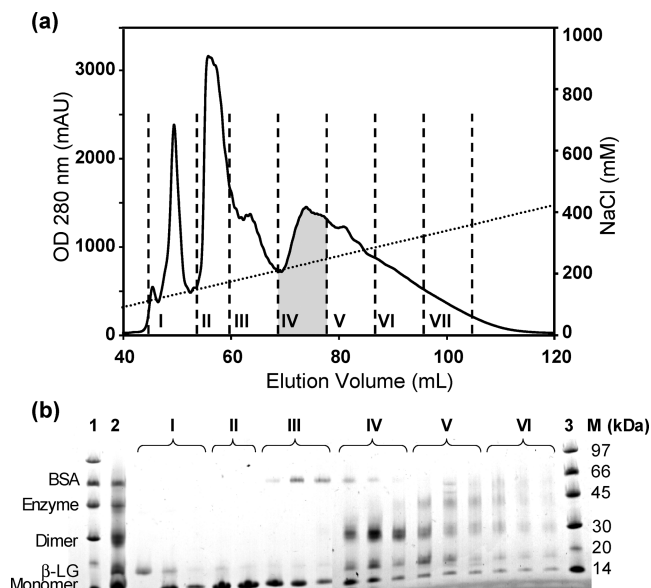 (a)
1000
3000
800
OD 280 nm (mAU)
2000
600
NaCl (mM)
400
1000
200
0
I II III IV V VI VII
0
40 60 80 100 120
Elution Volume (mL)
(b)
1 2 I II III IV V VI 3 M (kDa)
97
BSA
66
45
Enzyme
30
Dimer
20
β-LG
14
Monomer